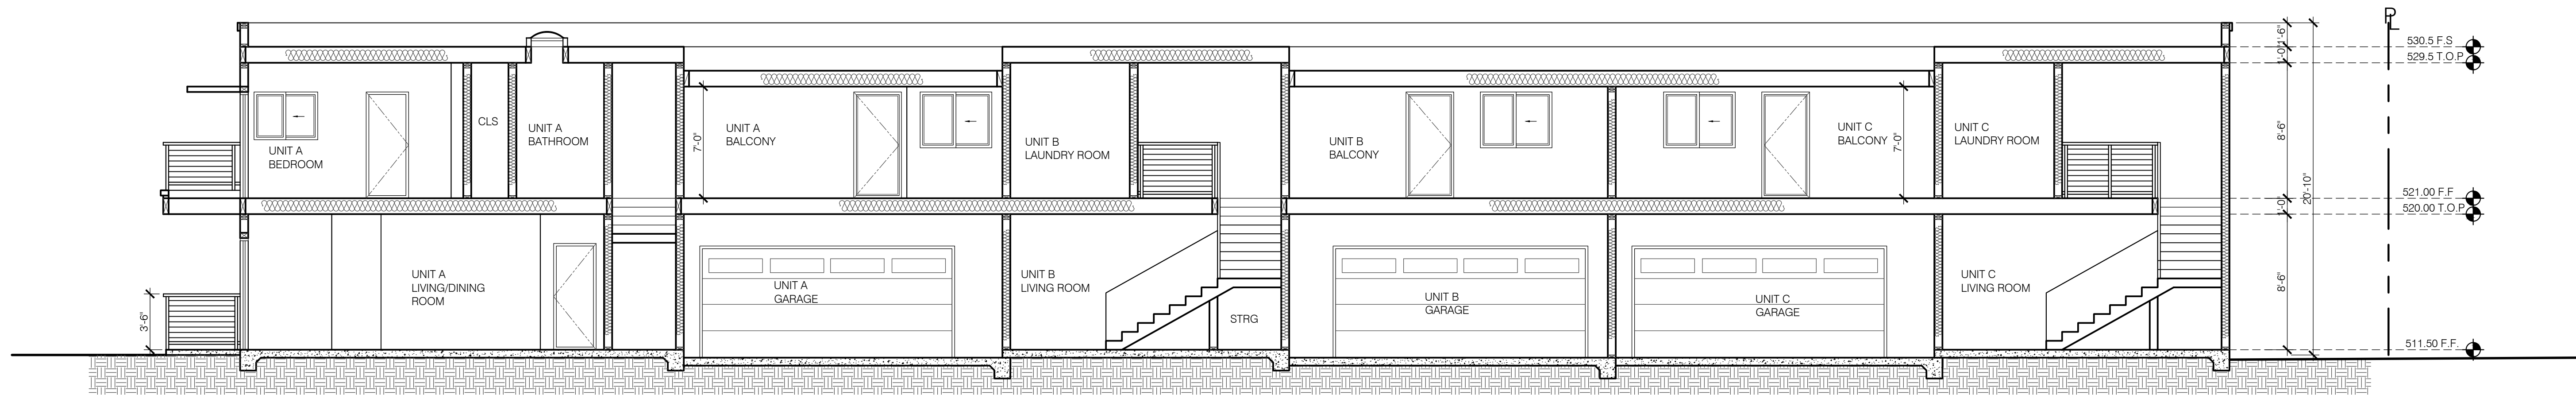 PL
1'-6"
1'-0"
530.5 F.S
529.5 T.O.P
CLS
UNIT A
BATHROOM
UNIT A
BALCONY
7'-0"
UNIT A
BEDROOM
UNIT B
LAUNDRY ROOM
UNIT B
BALCONY
UNIT C
BALCONY
7'-0"
UNIT C
LAUNDRY ROOM
8'-6"
20'-10"
521.00 F.F
520.00 T.O.P
1'-0"
UNIT A
LIVING/DINING
ROOM
UNIT A
GARAGE
UNIT B
LIVING ROOM
STRG
UNIT B
GARAGE
UNIT C
GARAGE
UNIT C
LIVING ROOM
8'-6"
3'-6"
511.50 F.F.